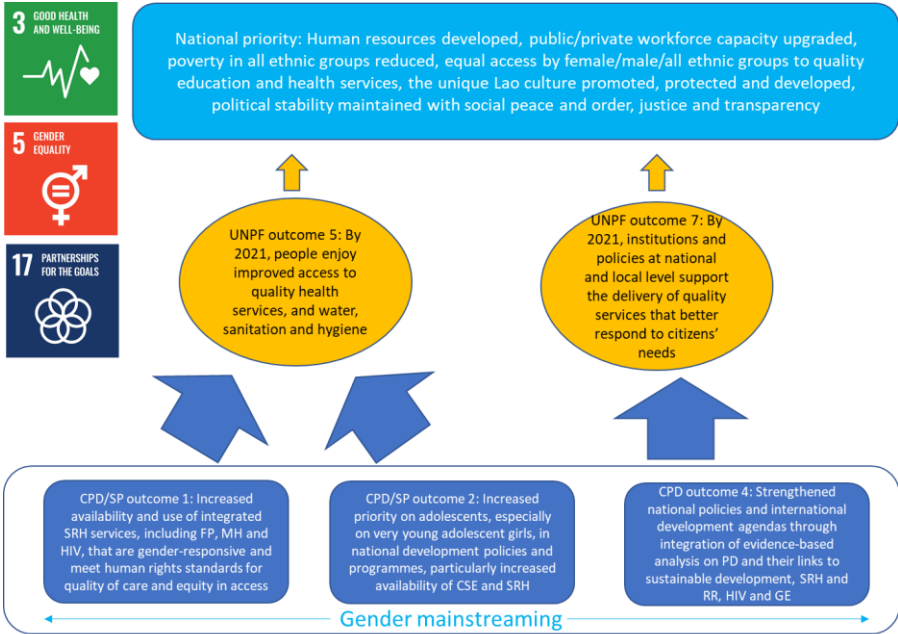 3 GOOD HEALTH
AND WELL-BEING
5 GENDER
EQUALITY
17 PARTNERSHIPS
FOR THE GOALS
National priority: Human resources developed, public/private workforce capacity upgraded,
poverty in all ethnic groups reduced, equal access by female/male/all ethnic groups to quality
education and health services, the unique Lao culture promoted, protected and developed,
political stability maintained with social peace and order, justice and transparency
UNPF outcome 5: By
2021, people enjoy
improved access to
quality health
services, and water,
sanitation and hygiene
UNPF outcome 7: By
2021, institutions and
policies at national
and local level support
the delivery of quality
services that better
respond to citizens'
needs
CPD/SP outcome 1: Increased
availability and use of integrated
SRH services, including FP, MH and
HIV, that are gender-responsive and
meet human rights standards for
quality of care and equity in access
CPD/SP outcome 2: Increased
priority on adolescents, especially
on very young adolescent girls, in
national development policies and
programmes, particularly increased
availability of CSE and SRH
CPD outcome 4: Strengthened
national policies and international
development agendas through
integration of evidence-based
analysis on PD and their links to
sustainable development, SRH and
RR, HIV and GE
Gender mainstreaming